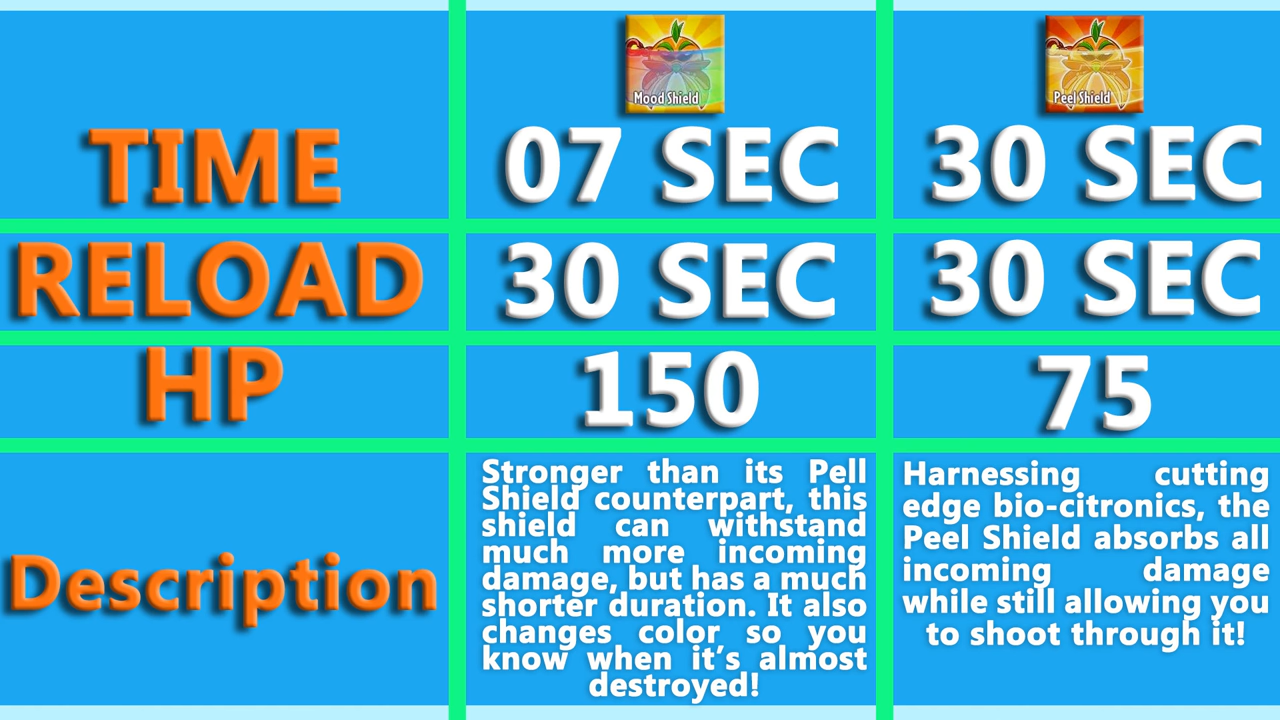 Mood Shield
Peel Shield
TIME
07 SEC
30 SEC
RELOAD
30 SEC
30 SEC
HP
150
75
Description
Stronger than its Pell
Shield counterpart, this
shield can withstand
much more incoming
damage, but has a much
shorter duration. It also
changes color so you
know when it’s almost
destroyed!
Harnessing cutting
edge bio-citronics, the
Peel Shield absorbs all
incoming damage
while still allowing you
to shoot through it!